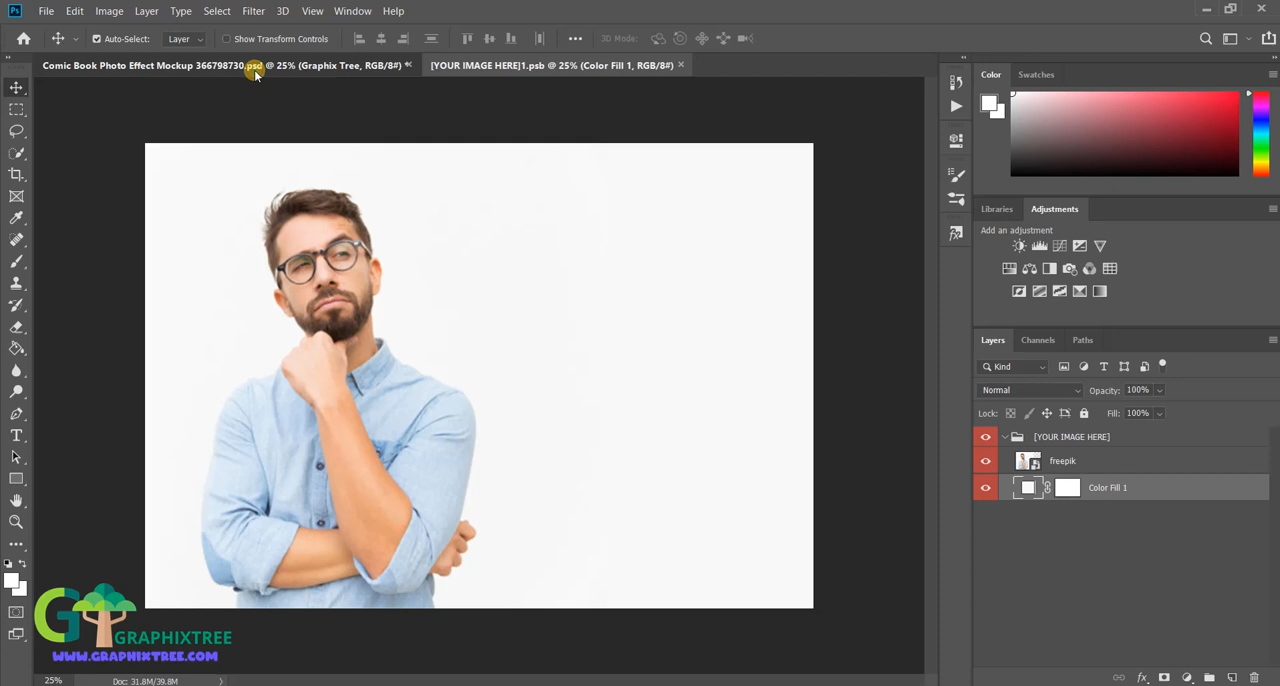 Ps File Edit Image Layer Type Select Filter 3D View Window Help
Auto-Select: Layer Show Transform Controls 3D Mode:
Comic Book Photo Effect Mockup 366798730.psd @ 25% (Graphix Tree, RGB/8#) * × [YOUR IMAGE HERE]1.psb @ 25% (Color Fill 1, RGB/8#) ×
Color Swatches
Libraries Adjustments
Add an adjustment
Layers Channels Paths
Kind
Normal Opacity: 100%
Lock: Fill: 100%
[YOUR IMAGE HERE]
freepik
Color Fill 1
GRAPHIXTREE
WWW.GRAPHIXTREE.COM
25% Doc: 31.8M/39.8M